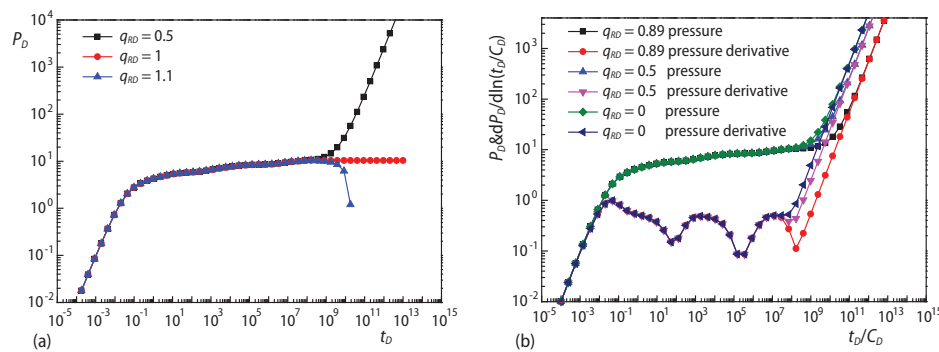 10^4
P_D
10^3
10^2
10^1
10^0
10^-1
10^-2
q_RD = 0.5
q_RD = 1
q_RD = 1.1
10^-5 10^-3 10^-1 10^1 10^3 10^5 10^7 10^9 10^11 10^13 10^15
(a) t_D
P_D&dP_D/dln(t_D/C_D)
10^3
10^2
10^1
10^0
10^-1
10^-2
q_RD = 0.89 pressure
q_RD = 0.89 pressure derivative
q_RD = 0.5 pressure
q_RD = 0.5 pressure derivative
q_RD = 0 pressure
q_RD = 0 pressure derivative
10^-5 10^-3 10^-1 10^1 10^3 10^5 10^7 10^9 10^11 10^13 10^15
(b) t_D/C_D